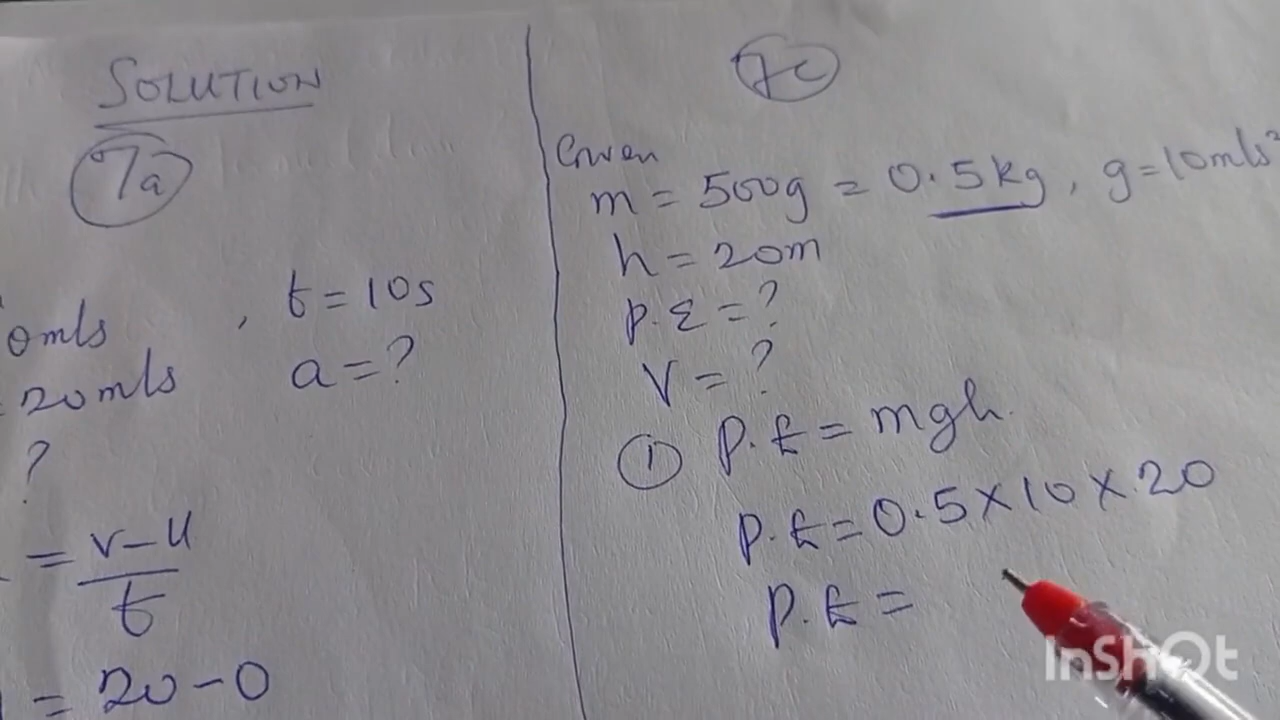 SOLUTION
7a
0m/s , t = 10s
= 20m/s a = ?
?
= v-u
t
= 20-0
7c
Given
m = 500g = 0.5kg, g=10m/s²
h = 20m
p.ε = ?
V = ?
1 P.E = mgh.
P.E = 0.5 × 10 × 20
P.E =
InShOt